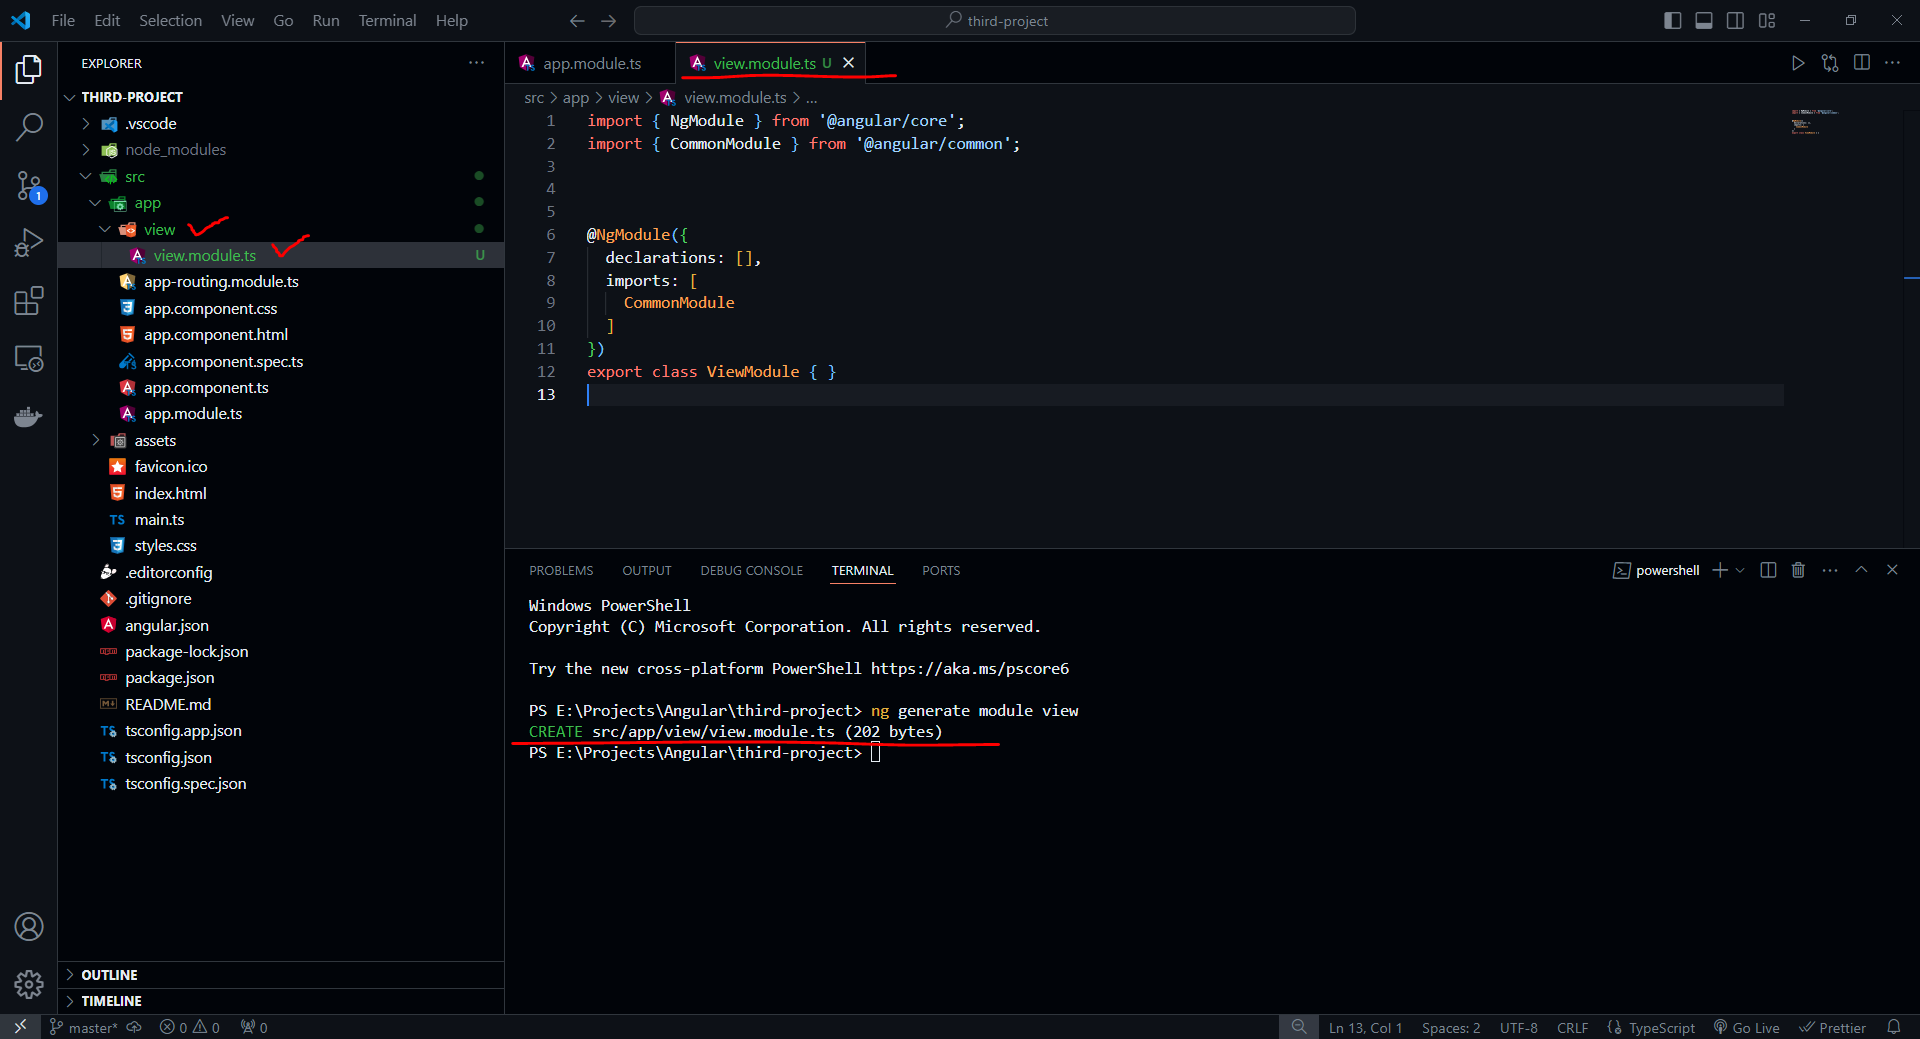 File Edit Selection View Go Run Terminal Help
third-project
EXPLORER
THIRD-PROJECT
.vscode
node_modules
src
app
view
view.module.ts U
app-routing.module.ts
app.component.css
app.component.html
app.component.spec.ts
app.component.ts
app.module.ts
assets
favicon.ico
index.html
main.ts
styles.css
.editorconfig
.gitignore
angular.json
package-lock.json
package.json
README.md
tsconfig.app.json
tsconfig.json
tsconfig.spec.json
OUTLINE
TIMELINE
app.module.ts
view.module.ts U
src > app > view > view.module.ts > ...
1 import { NgModule } from '@angular/core';
2 import { CommonModule } from '@angular/common';
3
4
5
6 @NgModule({
7 declarations: [],
8 imports: [
9 CommonModule
10 ]
11 })
12 export class ViewModule { }
13
PROBLEMS OUTPUT DEBUG CONSOLE TERMINAL PORTS
powershell
Windows PowerShell
Copyright (C) Microsoft Corporation. All rights reserved.
Try the new cross-platform PowerShell https://aka.ms/pscore6
PS E:\Projects\Angular\third-project> ng generate module view
CREATE src/app/view/view.module.ts (202 bytes)
PS E:\Projects\Angular\third-project>
1
master* 0 0 0
Ln 13, Col 1 Spaces: 2 UTF-8 CRLF TypeScript Go Live Prettier